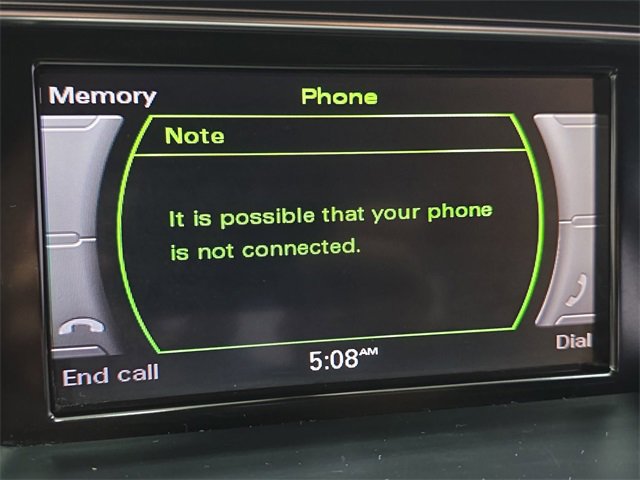 Memory
Phone
Note
It is possible that your phone
is not connected.
5:08AM
End call
Dial